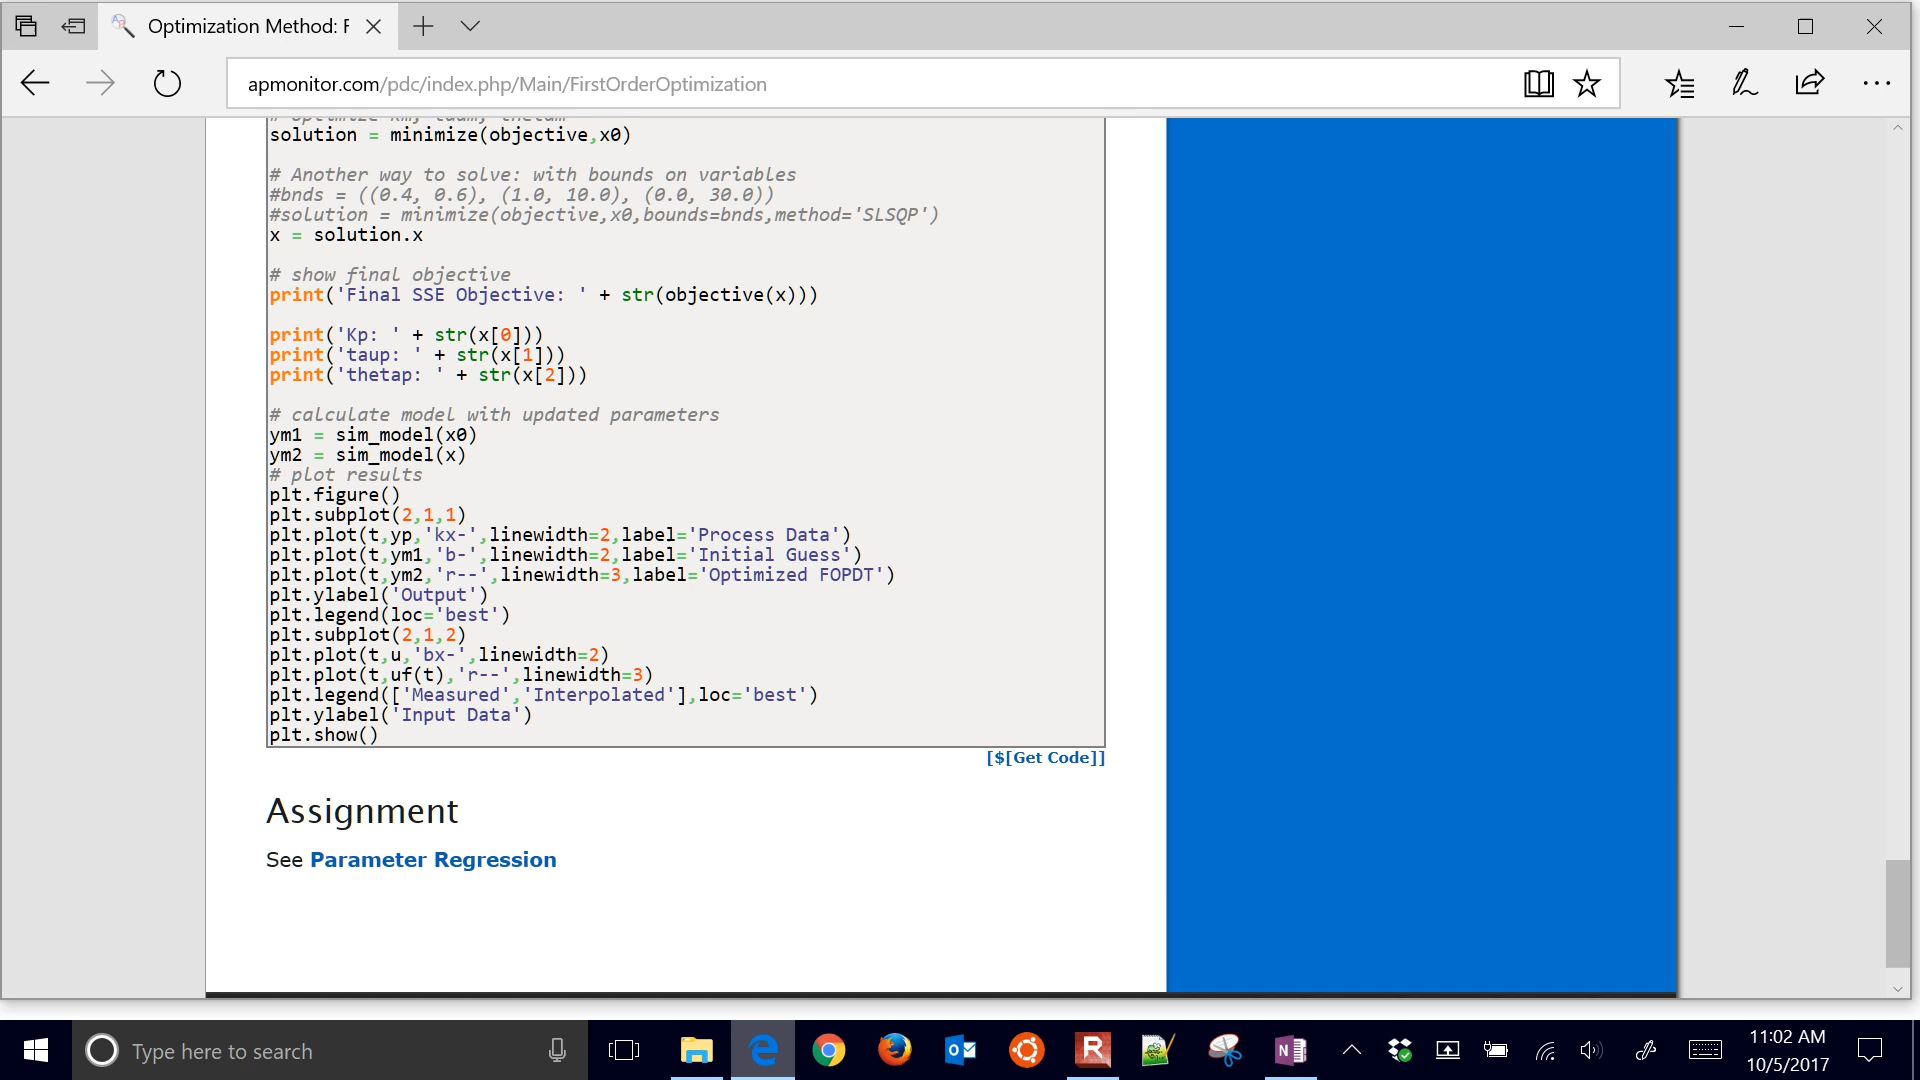 Optimization Method: F
apmonitor.com/pdc/index.php/Main/FirstOrderOptimization
solution = minimize(objective,x0)
# Another way to solve: with bounds on variables
#bnds = ((0.4, 0.6), (1.0, 10.0), (0.0, 30.0))
#solution = minimize(objective,x0,bounds=bnds,method='SLSQP')
x = solution.x
# show final objective
print('Final SSE Objective: ' + str(objective(x)))
print('Kp: ' + str(x[0]))
print('taup: ' + str(x[1]))
print('thetap: ' + str(x[2]))
# calculate model with updated parameters
ym1 = sim_model(x0)
ym2 = sim_model(x)
# plot results
plt.figure()
plt.subplot(2,1,1)
plt.plot(t,yp,'kx-',linewidth=2,label='Process Data')
plt.plot(t,ym1,'b-',linewidth=2,label='Initial Guess')
plt.plot(t,ym2,'r--',linewidth=3,label='Optimized FOPDT')
plt.ylabel('Output')
plt.legend(loc='best')
plt.subplot(2,1,2)
plt.plot(t,u,'bx-',linewidth=2)
plt.plot(t,uf(t),'r--',linewidth=3)
plt.legend(['Measured','Interpolated'],loc='best')
plt.ylabel('Input Data')
plt.show()
[$[Get Code]]
Assignment
See Parameter Regression
Type here to search
11:02 AM
10/5/2017